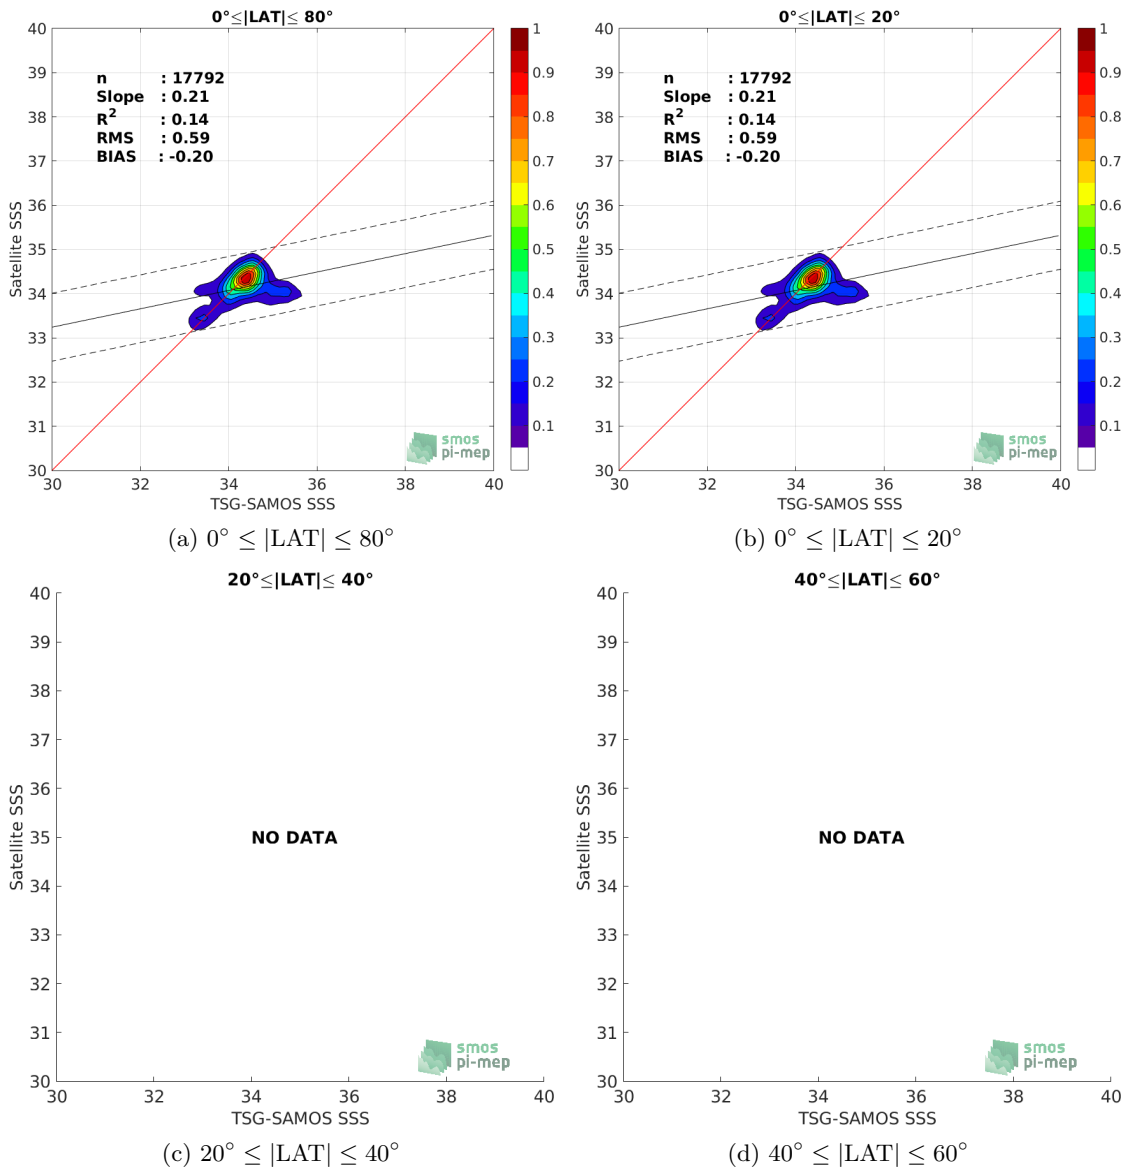 0°≤|LAT|≤ 80°
40
39
38
37
36
35
34
33
32
31
30
Satellite SSS
n : 17792
Slope : 0.21
R2 : 0.14
RMS : 0.59
BIAS : -0.20
1
0.9
0.8
0.7
0.6
0.5
0.4
0.3
0.2
0.1
smos
pi-mep
30 32 34 36 38 40
TSG-SAMOS SSS
(a) 0° ≤ |LAT| ≤ 80°
0°≤|LAT|≤ 20°
40
39
38
37
36
35
34
33
32
31
30
Satellite SSS
n : 17792
Slope : 0.21
R2 : 0.14
RMS : 0.59
BIAS : -0.20
1
0.9
0.8
0.7
0.6
0.5
0.4
0.3
0.2
0.1
smos
pi-mep
30 32 34 36 38 40
TSG-SAMOS SSS
(b) 0° ≤ |LAT| ≤ 20°
20°≤|LAT|≤ 40°
40
39
38
37
36
35
34
33
32
31
30
Satellite SSS
NO DATA
smos
pi-mep
30 32 34 36 38 40
TSG-SAMOS SSS
(c) 20° ≤ |LAT| ≤ 40°
40°≤|LAT|≤ 60°
40
39
38
37
36
35
34
33
32
31
30
Satellite SSS
NO DATA
smos
pi-mep
30 32 34 36 38 40
TSG-SAMOS SSS
(d) 40° ≤ |LAT| ≤ 60°